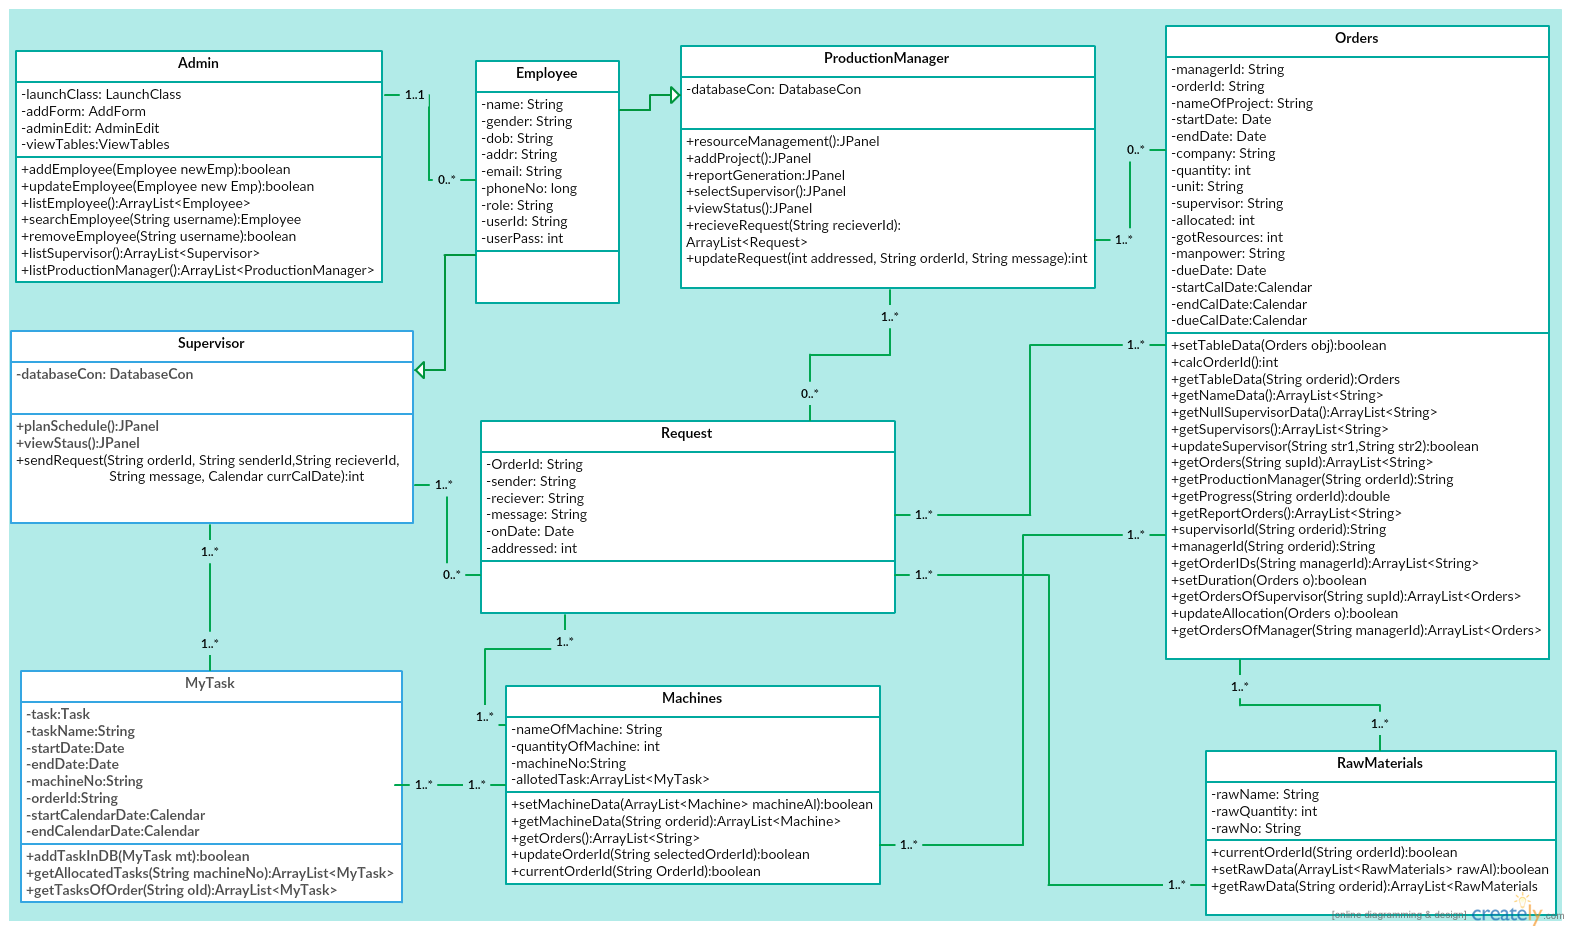 Admin
-launchClass: LaunchClass
-addForm: AddForm
-adminEdit: AdminEdit
-viewTables:ViewTables
+addEmployee(Employee newEmp):boolean
+updateEmployee(Employee new Emp):boolean
+listEmployee():ArrayList<Employee>
+searchEmployee(String username):Employee
+removeEmployee(String username):boolean
+listSupervisor():ArrayList<Supervisor>
+listProductionManager():ArrayList<ProductionManager>
1..1
0..*
Employee
-name: String
-gender: String
-dob: String
-addr: String
-email: String
-phoneNo: long
-role: String
-userId: String
-userPass: int
ProductionManager
-databaseCon: DatabaseCon
+resourceManagement():JPanel
+addProject():JPanel
+reportGeneration:JPanel
+selectSupervisor():JPanel
+viewStatus():JPanel
+recieveRequest(String recieverId):
ArrayList<Request>
+updateRequest(int addressed, String orderId, String message):int
0..*
1..*
1..*
0..*
Orders
-managerId: String
-orderId: String
-nameOfProject: String
-startDate: Date
-endDate: Date
-company: String
-quantity: int
-unit: String
-supervisor: String
-allocated: int
-gotResources: int
-manpower: String
-dueDate: Date
-startCalDate:Calendar
-endCalDate:Calendar
-dueCalDate:Calendar
+setTableData(Orders obj):boolean
+calcOrderId():int
+getTableData(String orderid):Orders
+getNameData():ArrayList<String>
+getNullSupervisorData():ArrayList<String>
+getSupervisors():ArrayList<String>
+updateSupervisor(String str1,String str2):boolean
+getOrders(String supId):ArrayList<String>
+getProductionManager(String orderId):String
+getProgress(String orderId):double
+getReportOrders():ArrayList<String>
+supervisorId(String orderid):String
+managerId(String orderid):String
+getOrderIDs(String managerId):ArrayList<String>
+setDuration(Orders o):boolean
+getOrdersOfSupervisor(String supId):ArrayList<Orders>
+updateAllocation(Orders o):boolean
+getOrdersOfManager(String managerId):ArrayList<Orders>
Supervisor
-databaseCon: DatabaseCon
+planSchedule():JPanel
+viewStaus():JPanel
+sendRequest(String orderId, String senderId,String recieverId,
String message, Calendar currCalDate):int
1..*
0..*
1..*
1..*
Request
-OrderId: String
-sender: String
-reciever: String
-message: String
-onDate: Date
-addressed: int
1..*
1..*
1..*
1..*
1..*
1..*
MyTask
-task:Task
-taskName:String
-startDate:Date
-endDate:Date
-machineNo:String
-orderId:String
-startCalendarDate:Calendar
-endCalendarDate:Calendar
+addTaskInDB(MyTask mt):boolean
+getAllocatedTasks(String machineNo):ArrayList<MyTask>
+getTasksOfOrder(String oId):ArrayList<MyTask>
1..*
1..*
Machines
-nameOfMachine: String
-quantityOfMachine: int
-machineNo:String
-allotedTask:ArrayList<MyTask>
+setMachineData(ArrayList<Machine> machineAl):boolean
+getMachineData(String orderid):ArrayList<Machine>
+getOrders():ArrayList<String>
+updateOrderId(String selectedOrderId):boolean
+currentOrderId(String OrderId):boolean
1..*
1..*
1..*
1..*
RawMaterials
-rawName: String
-rawQuantity: int
-rawNo: String
+currentOrderId(String orderId):boolean
+setRawData(ArrayList<RawMaterials> rawAl):boolean
+getRawData(String orderid):ArrayList<RawMaterials
[online diagramming & design] creately.com